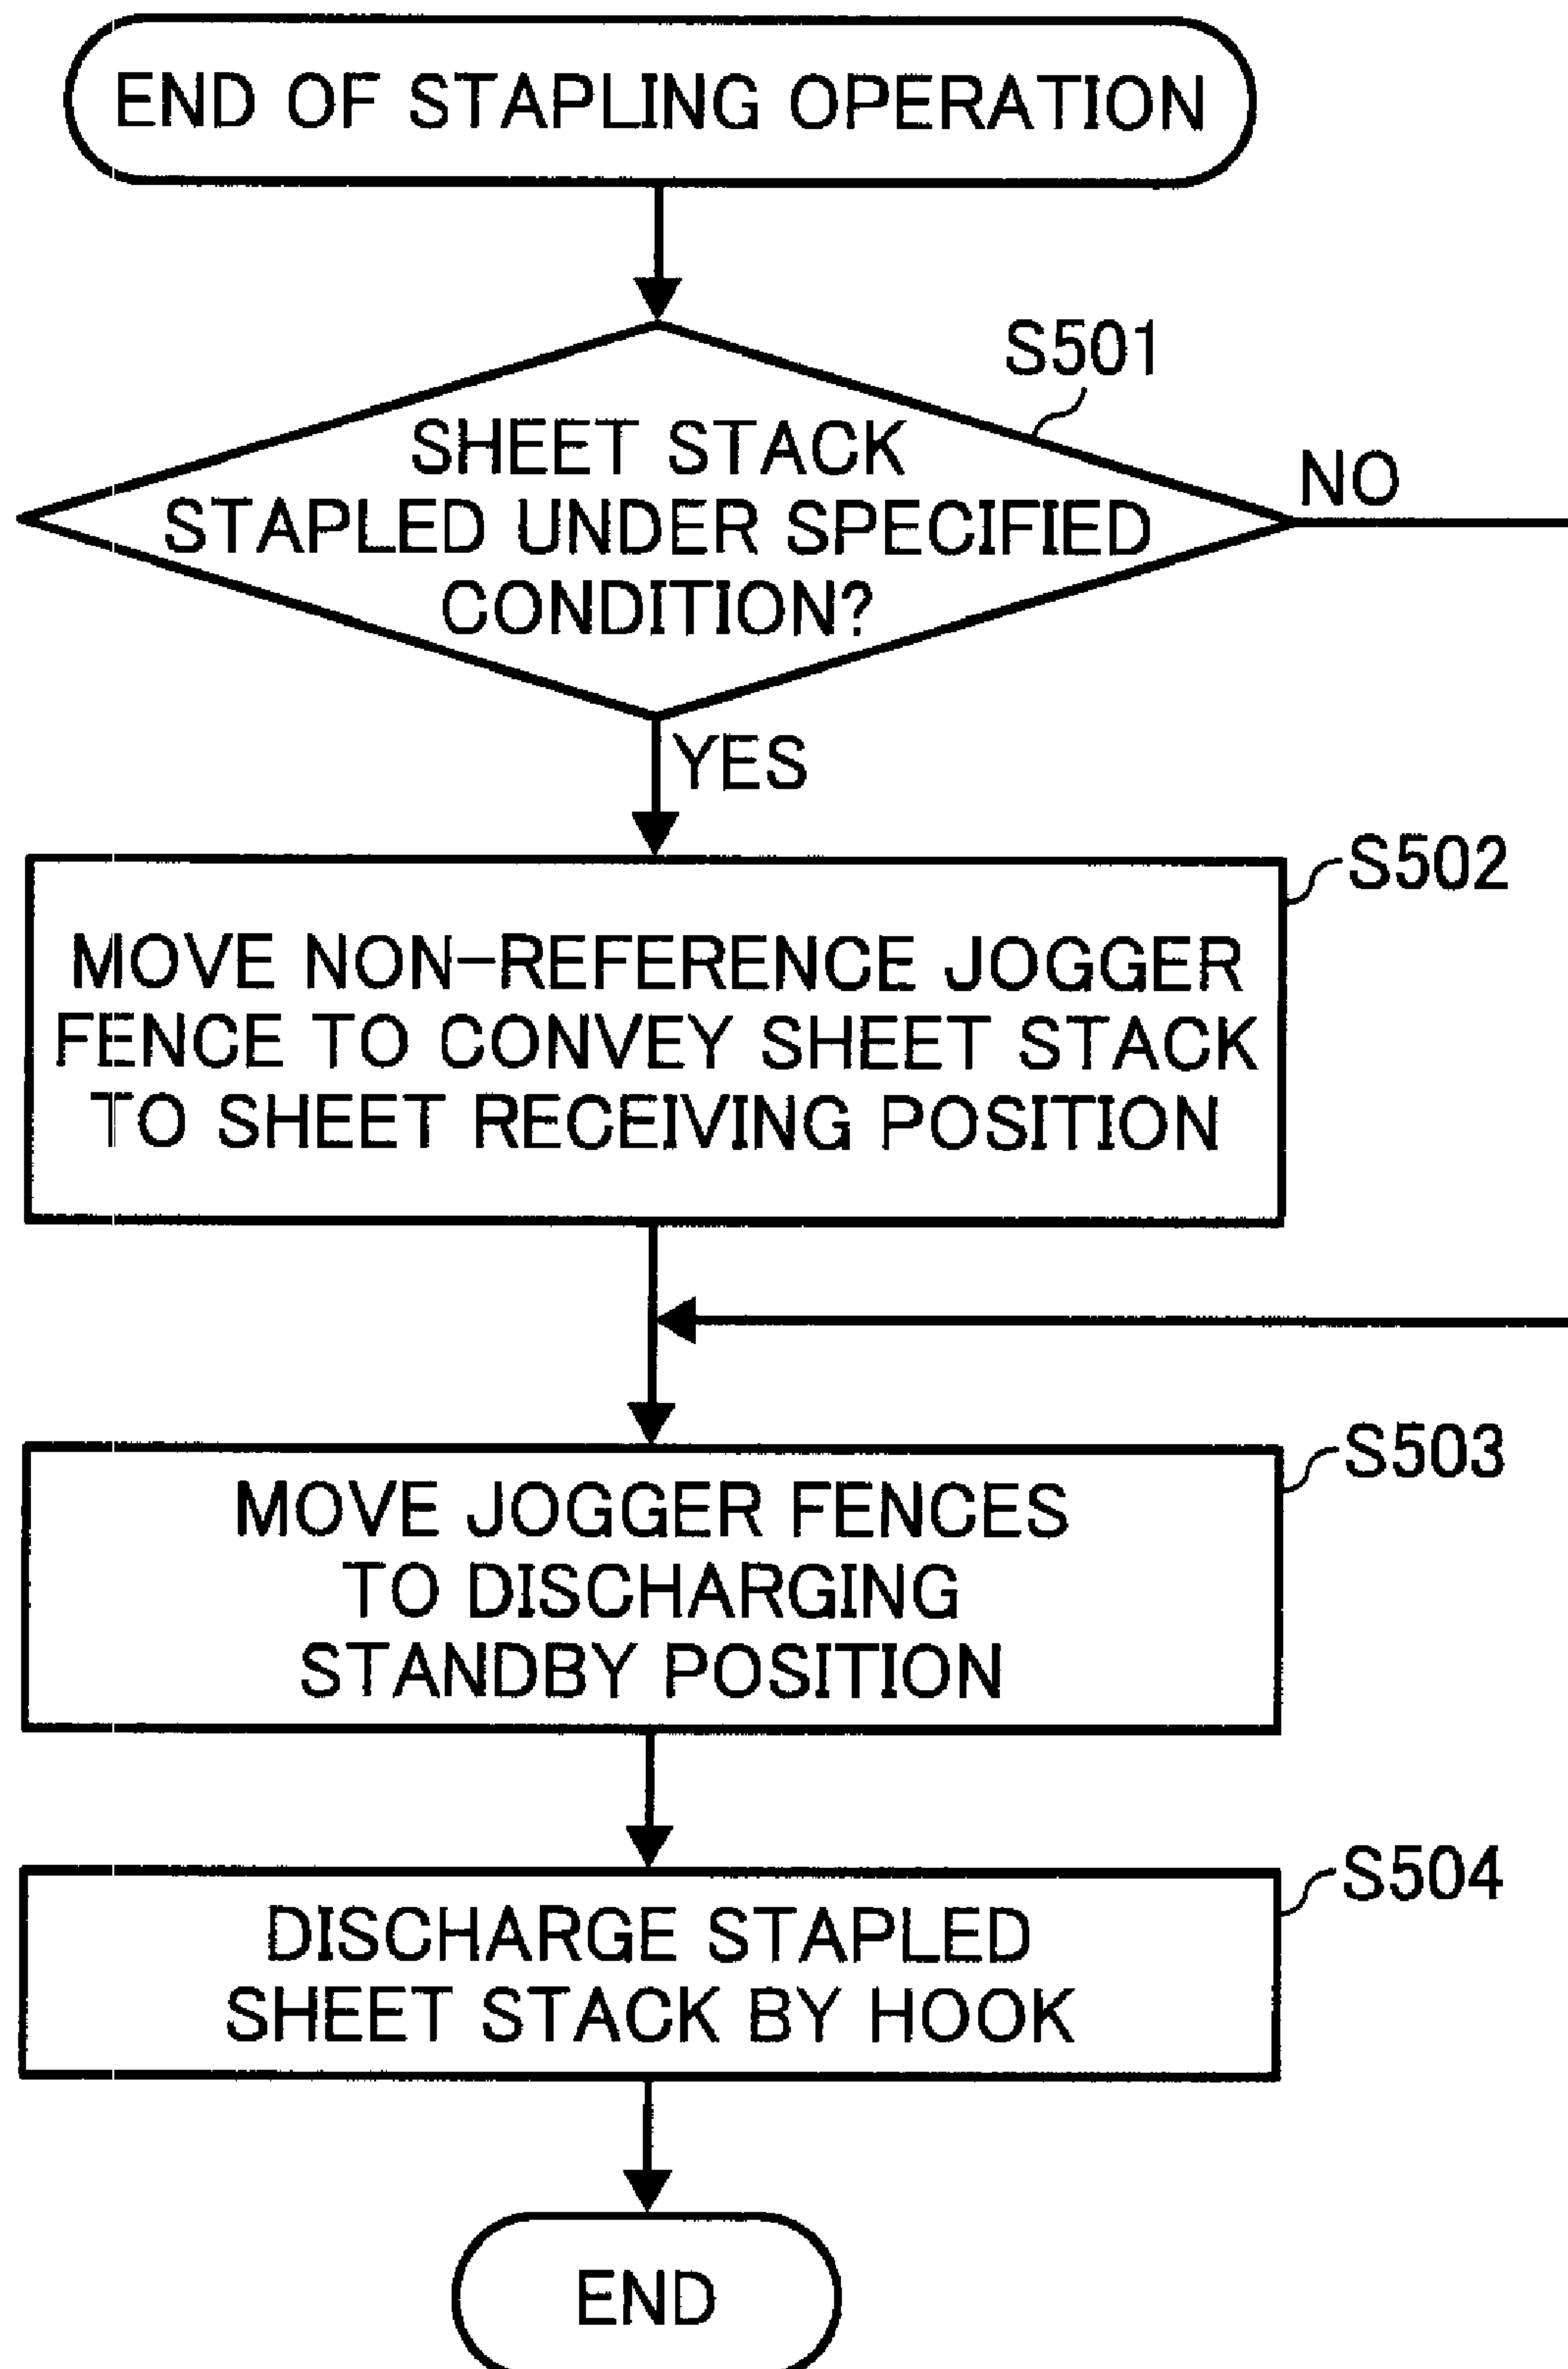 END OF STAPLING OPERATION
S501
SHEET STACK
STAPLED UNDER SPECIFIED
CONDITION?
NO
YES
S502
MOVE NON-REFERENCE JOGGER
FENCE TO CONVEY SHEET STACK
TO SHEET RECEIVING POSITION
S503
MOVE JOGGER FENCES
TO DISCHARGING
STANDBY POSITION
S504
DISCHARGE STAPLED
SHEET STACK BY HOOK
END